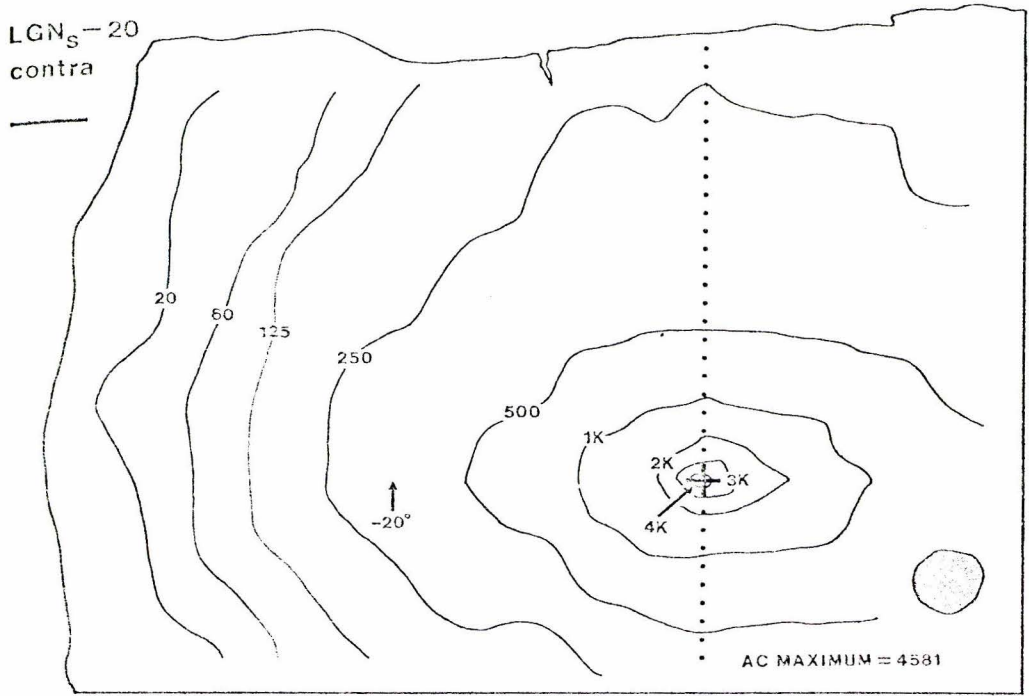 LGNS-20
contra
20
60
125
250
500
1K
2K
3K
4K
-20°
AC MAXIMUM = 4581